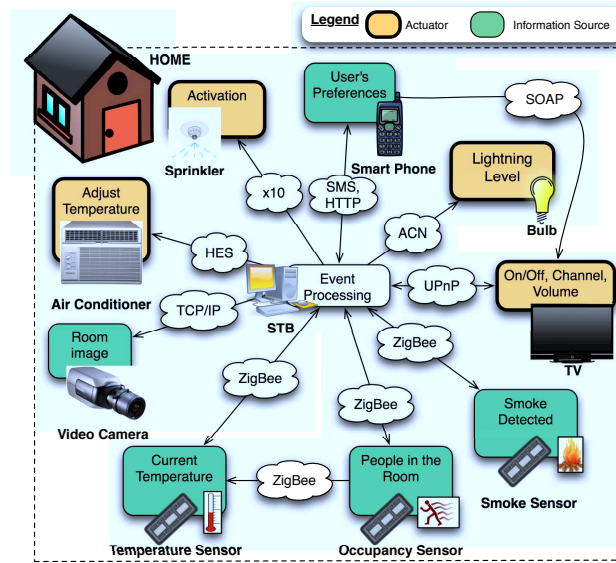 Legend
Actuator
Information Source
HOME
Activation
Sprinkler
User's
Preferences
Smart Phone
SOAP
Lightning
Level
Bulb
x10
SMS,
HTTP
ACN
Adjust
Temperature
Air Conditioner
HES
Event
Processing
STB
UPnP
On/Off, Channel,
Volume
TV
TCP/IP
Room
image
Video Camera
ZigBee
ZigBee
ZigBee
Current
Temperature
Temperature Sensor
ZigBee
People in the
Room
Occupancy Sensor
Smoke
Detected
Smoke Sensor